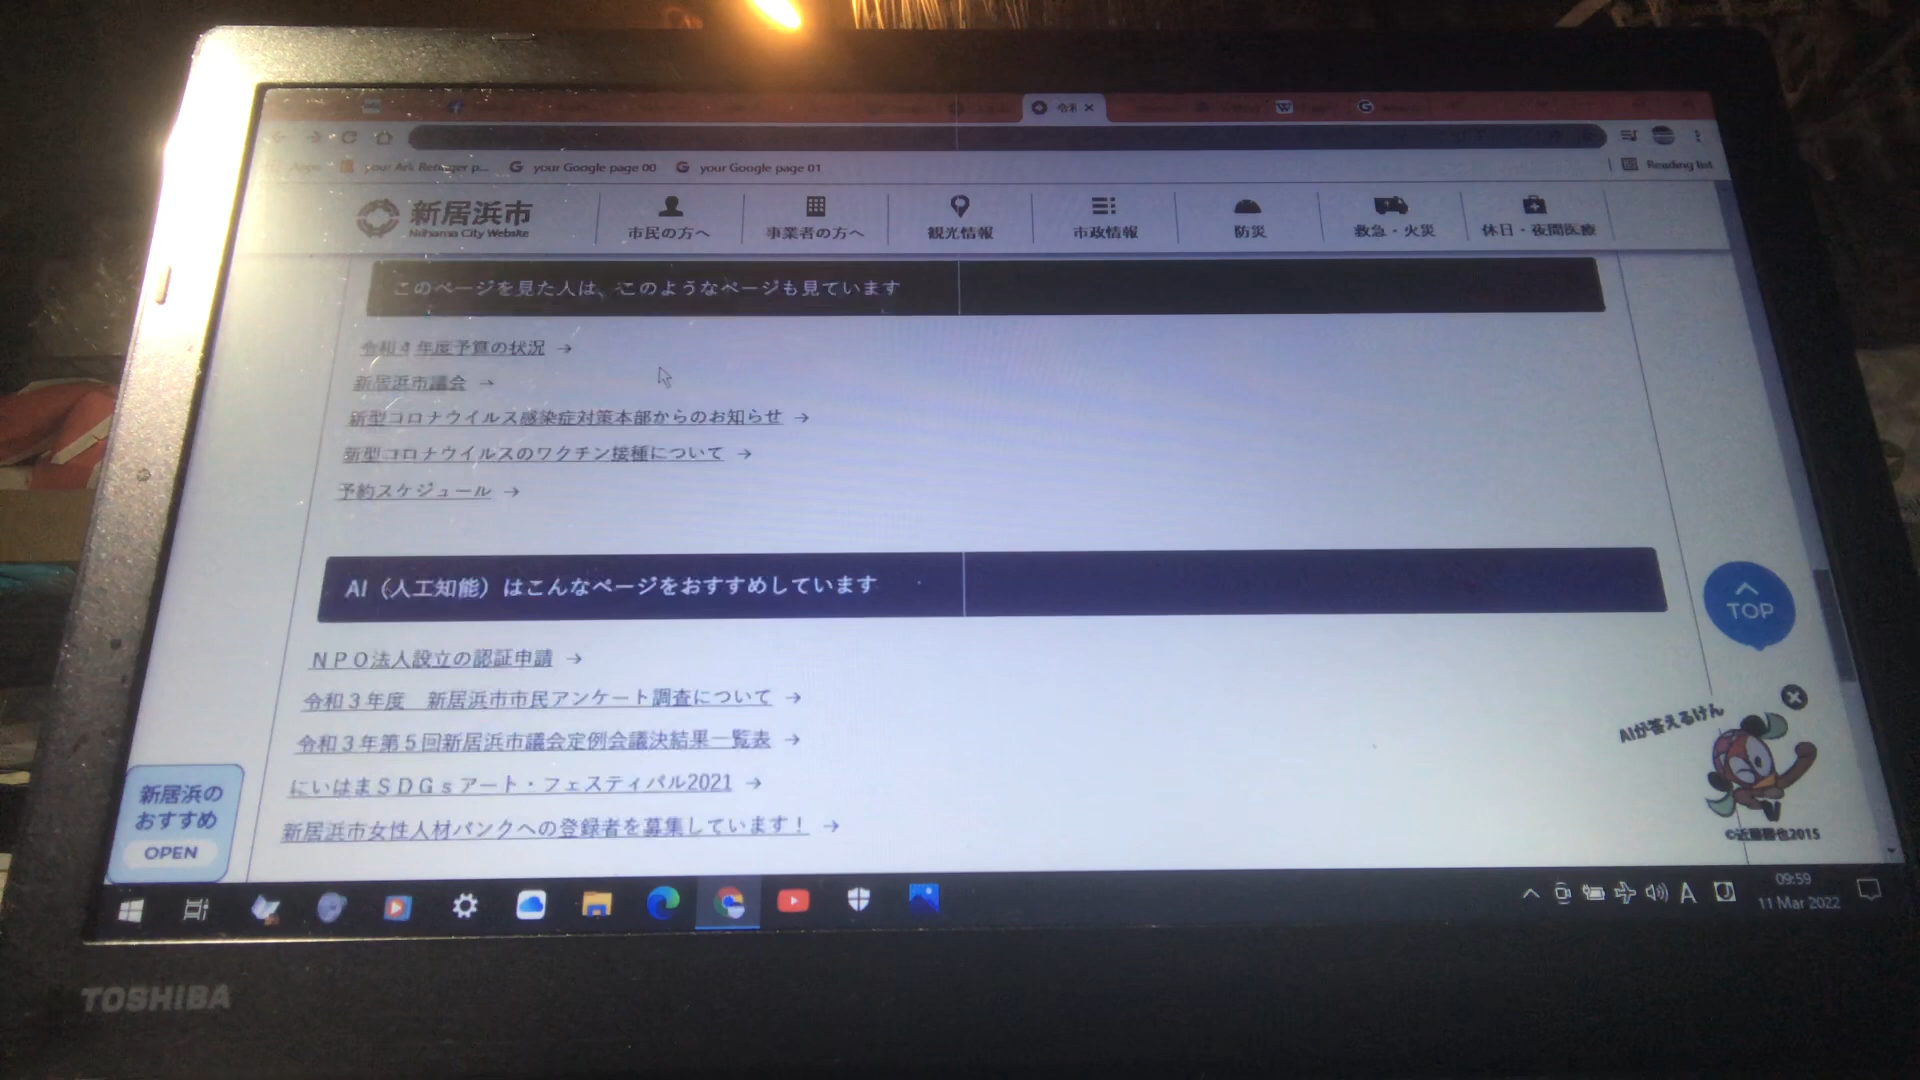 令和
Apps
your Ark Retinger p...
your Google page 00
your Google page 01
Reading list
新居浜市
Niihama City Website
市民の方へ
事業者の方へ
観光情報
市政情報
防災
救急・火災
休日・夜間医療
このページを見た人は、このようなページも見ています
令和4年度予算の状況 →
新居浜市議会 →
新型コロナウイルス感染症対策本部からのお知らせ →
新型コロナウイルスのワクチン接種について →
予約スケジュール →
AI（人工知能）はこんなページをおすすめしています
ＮＰＯ法人設立の認証申請 →
令和３年度　新居浜市市民アンケート調査について →
令和３年第５回新居浜市議会定例会議決結果一覧表 →
にいはまＳＤＧｓアート・フェスティバル2021 →
新居浜市女性人材バンクへの登録者を募集しています！ →
TOP
AIが答えるけん
©近藤勝也2015
新居浜の
おすすめ
OPEN
A
09:59
11 Mar 2022
TOSHIBA